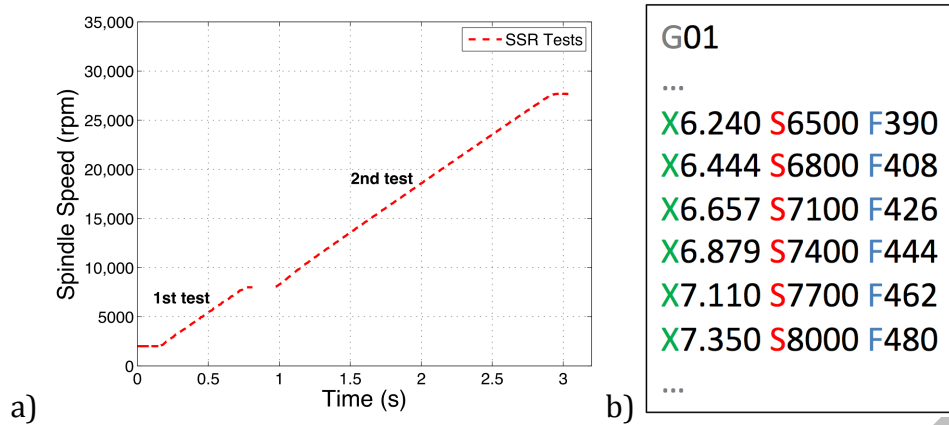 35,000
30,000
25,000
20,000
15,000
10,000
5000
0
Spindle Speed (rpm)
SSR Tests
2nd test
1st test
0 0.5 1 1.5 2 2.5 3
Time (s)
a)
G01
...
X6.240 S6500 F390
X6.444 S6800 F408
X6.657 S7100 F426
X6.879 S7400 F444
X7.110 S7700 F462
X7.350 S8000 F480
...
b)